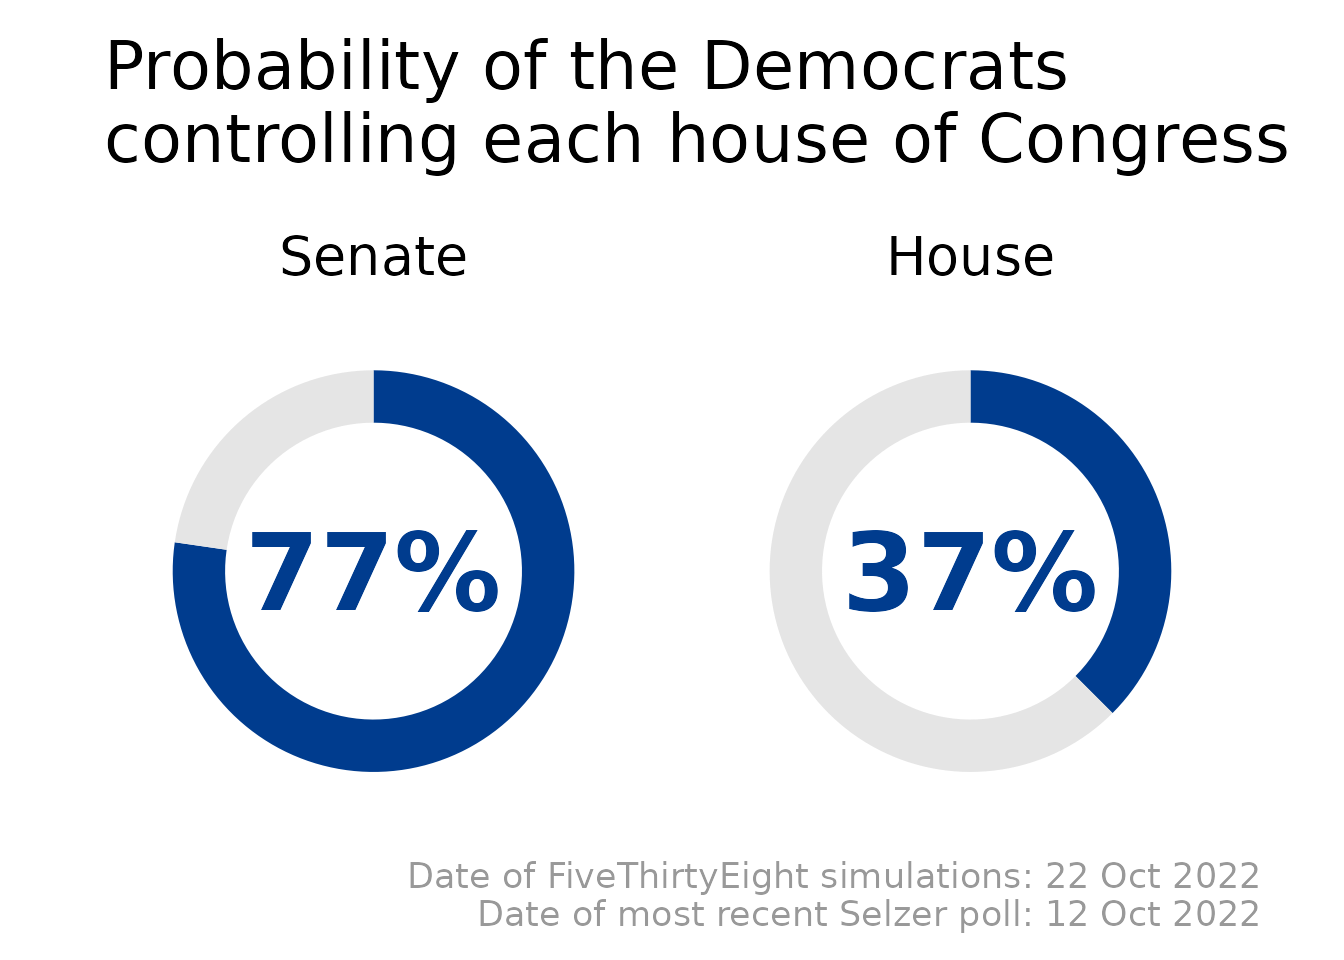 Probability of the Democrats
controlling each house of Congress
Senate
House
77%
37%
Date of FiveThirtyEight simulations: 22 Oct 2022
Date of most recent Selzer poll: 12 Oct 2022